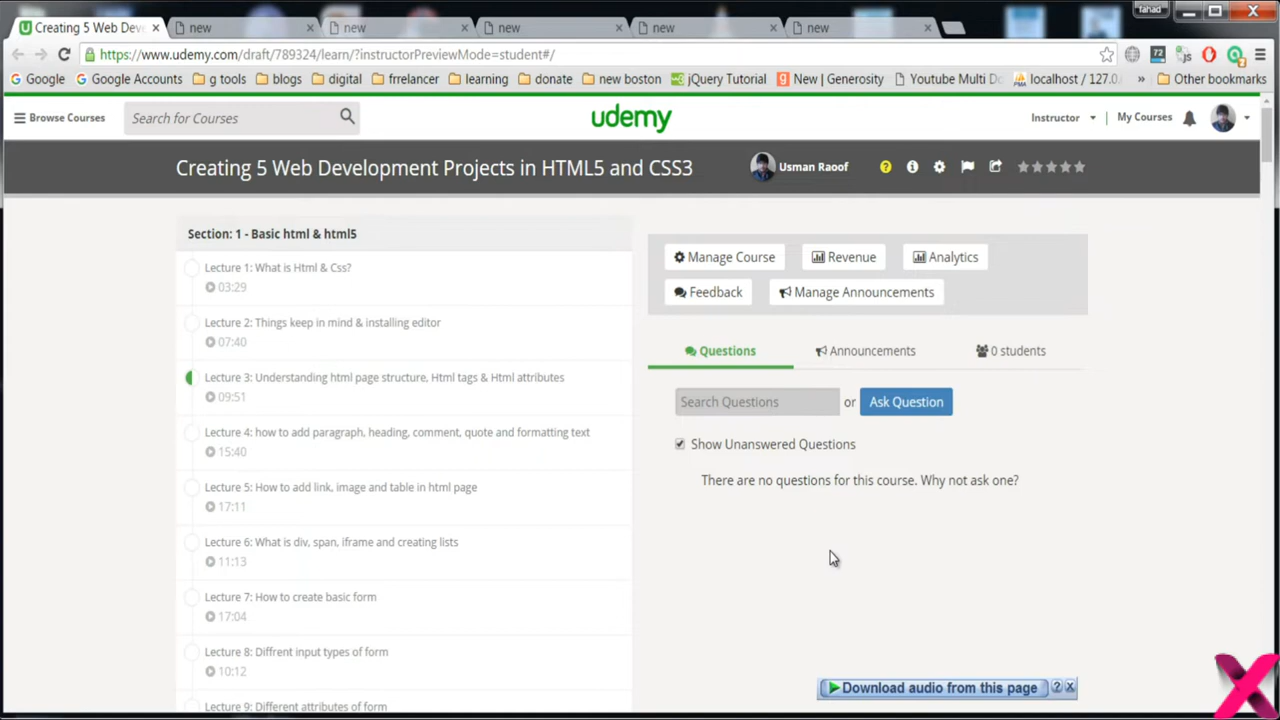 fahad
Creating 5 Web Dev
new
new
new
new
new
https://www.udemy.com/draft/789324/learn/?instructorPreviewMode=student#/
72
js
2
Google
Google Accounts
g tools
blogs
digital
frrelancer
learning
donate
new boston
jQuery Tutorial
New | Generosity
Youtube Multi Do
localhost / 127.0.
»
Other bookmarks
Browse Courses
Search for Courses
udemy
Instructor
My Courses
Creating 5 Web Development Projects in HTML5 and CSS3
Usman Raoof
Section: 1 - Basic html & html5
Lecture 1: What is Html & Css?
03:29
Lecture 2: Things keep in mind & installing editor
07:40
Lecture 3: Understanding html page structure, Html tags & Html attributes
09:51
Lecture 4: how to add paragraph, heading, comment, quote and formatting text
15:40
Lecture 5: How to add link, image and table in html page
17:11
Lecture 6: What is div, span, iframe and creating lists
11:13
Lecture 7: How to create basic form
17:04
Lecture 8: Diffrent input types of form
10:12
Lecture 9: Different attributes of form
Manage Course
Revenue
Analytics
Feedback
Manage Announcements
Questions
Announcements
0 students
Search Questions
or
Ask Question
Show Unanswered Questions
There are no questions for this course. Why not ask one?
Download audio from this page
? x
X